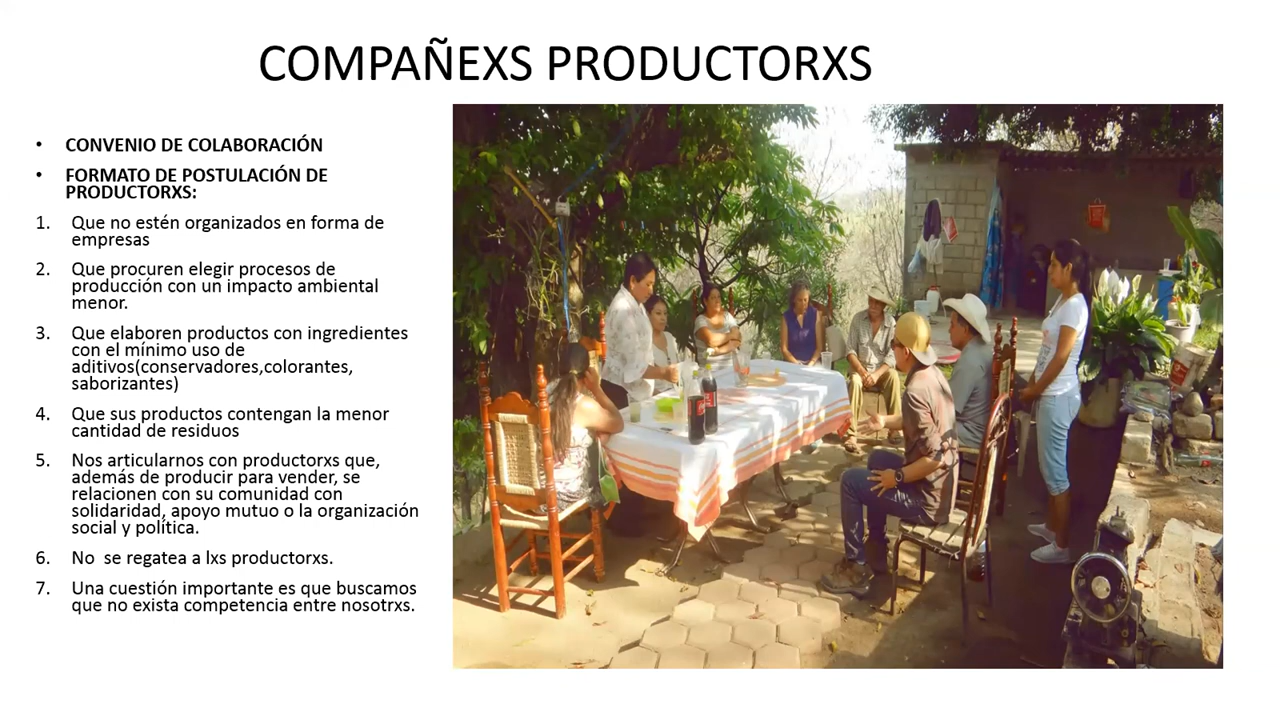 COMPAÑEXS PRODUCTORXS
• CONVENIO DE COLABORACIÓN
• FORMATO DE POSTULACIÓN DE
PRODUCTORXS:
1. Que no estén organizados en forma de
empresas
2. Que procuren elegir procesos de
producción con un impacto ambiental
menor.
3. Que elaboren productos con ingredientes
con el mínimo uso de
aditivos(conservadores,colorantes,
saborizantes)
4. Que sus productos contengan la menor
cantidad de residuos
5. Nos articularnos con productorxs que,
además de producir para vender, se
relacionen con su comunidad con
solidaridad, apoyo mutuo o la organización
social y política.
6. No se regatea a lxs productorxs.
7. Una cuestión importante es que buscamos
que no exista competencia entre nosotrxs.